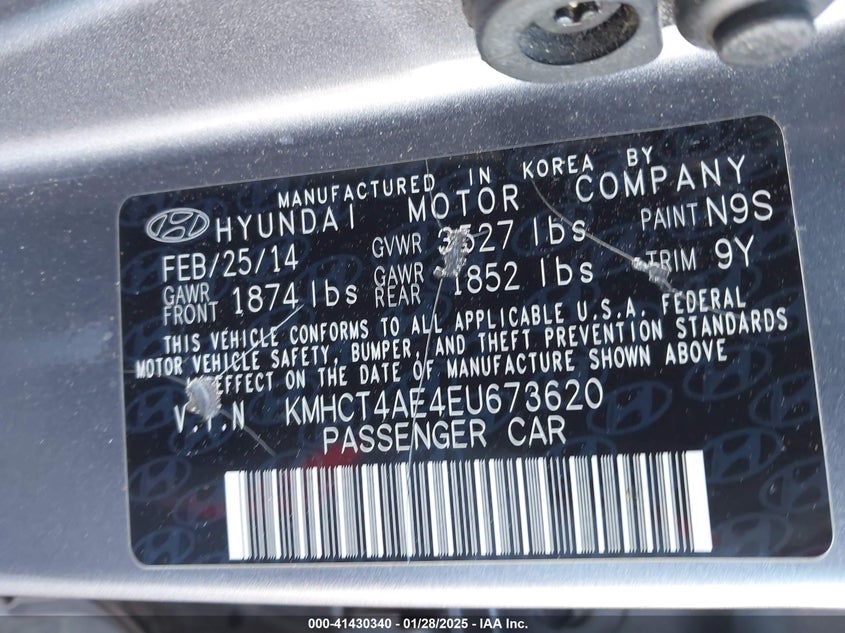 MANUFACTURED IN KOREA BY
HYUNDAI MOTOR COMPANY
FEB/25/14 GVWR 3527 lbs PAINT N9S
GAWR FRONT 1874 lbs GAWR REAR 1852 lbs TRIM 9Y
THIS VEHICLE CONFORMS TO ALL APPLICABLE U.S.A. FEDERAL
MOTOR VEHICLE SAFETY, BUMPER, AND THEFT PREVENTION STANDARDS
IN EFFECT ON THE DATE OF MANUFACTURE SHOWN ABOVE
V.I.N KMHCT4AE4EU673620
PASSENGER CAR
000-41430340 - 01/28/2025 - IAA Inc.